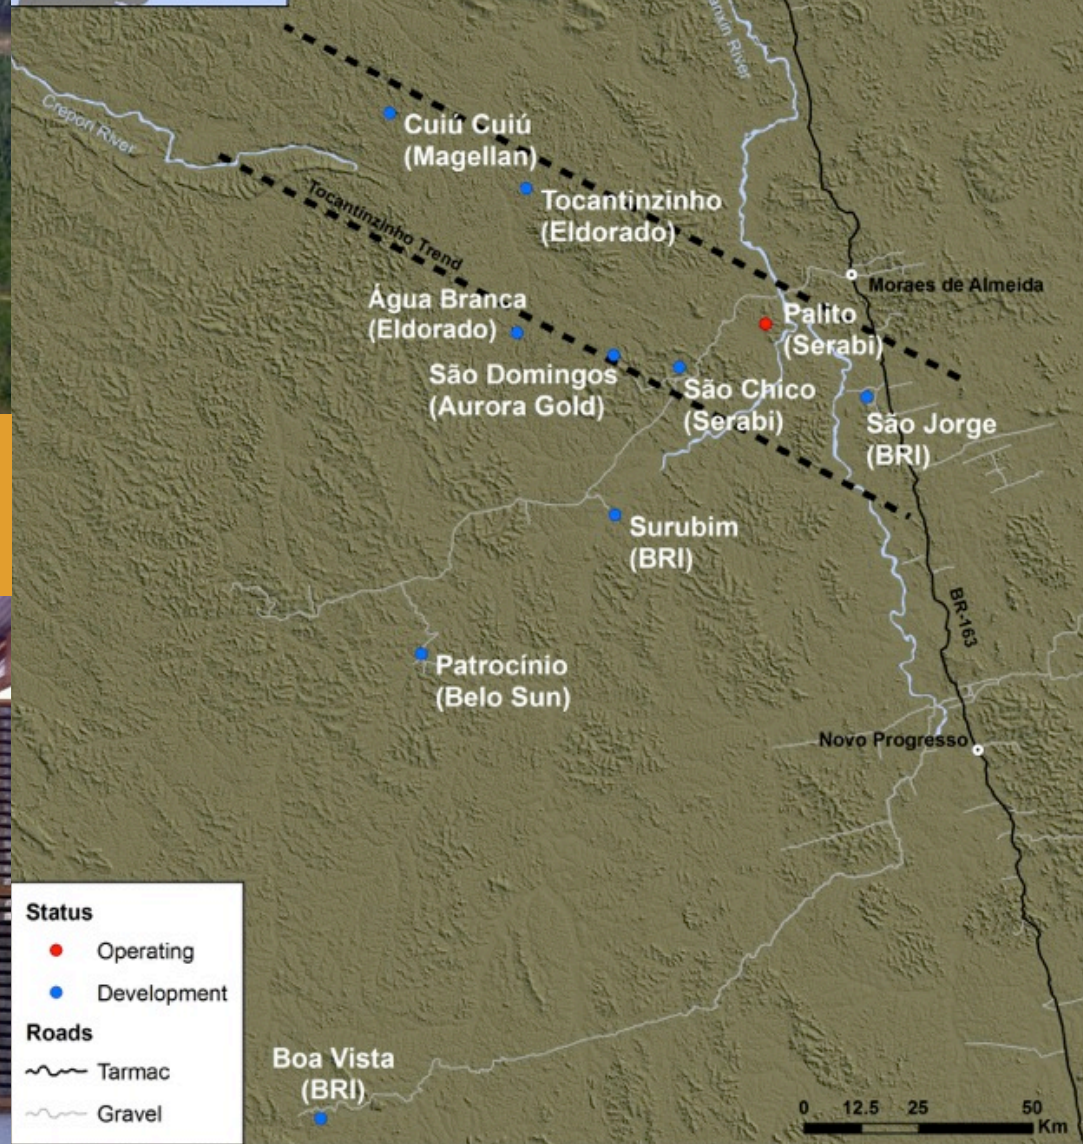 Crepori River
Cuiú Cuiú
(Magellan)
Tocantinzinho
(Eldorado)
Tocantinzinho Trend
River
Moraes de Almeida
Água Branca
(Eldorado)
Palito
(Serabi)
São Domingos
(Aurora Gold)
São Chico
(Serabi)
São Jorge
(BRI)
Surubim
(BRI)
BR-163
Patrocínio
(Belo Sun)
Novo Progresso
Status
Operating
Development
Roads
Tarmac
Gravel
Boa Vista
(BRI)
0 12.5 25 50
Km